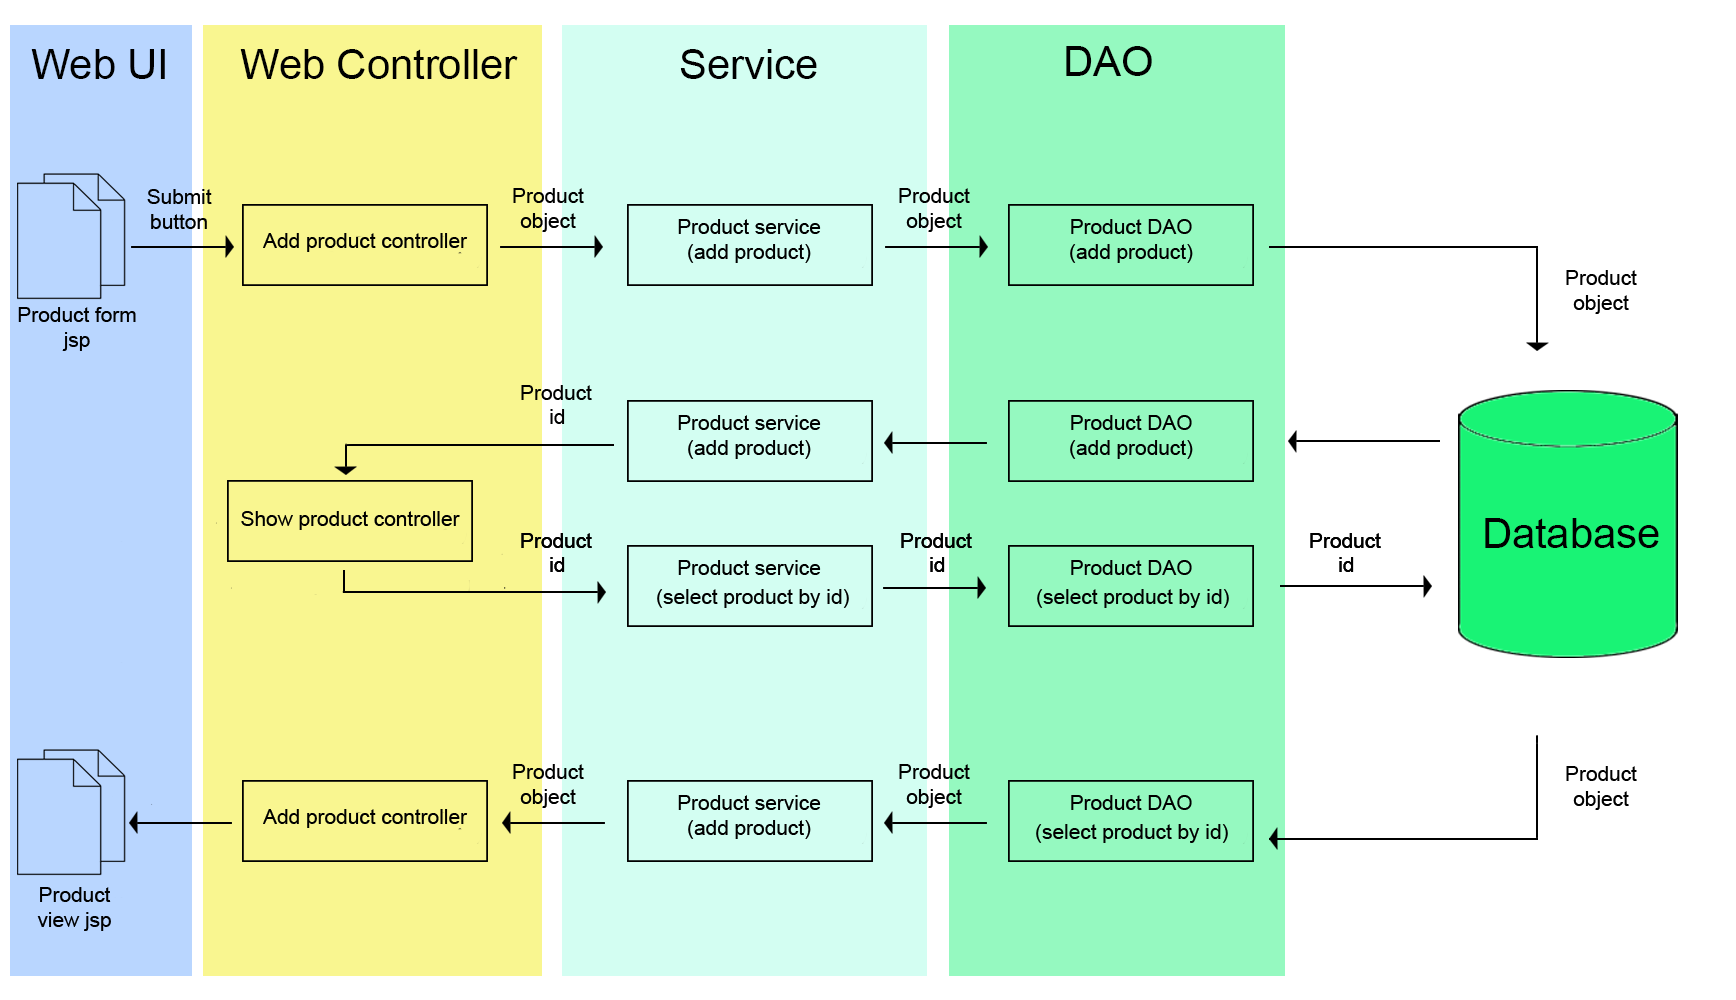 Web UI
Web Controller
Service
DAO
Submit
button
Product
object
Product
object
Add product controller
Product service
(add product)
Product DAO
(add product)
Product
object
Product form
jsp
Product
id
Product service
(add product)
Product DAO
(add product)
Show product controller
Product
id
Product
id
Product
id
Database
Product service
(select product by id)
Product DAO
(select product by id)
Product
object
Product
object
Product
object
Add product controller
Product service
(add product)
Product DAO
(select product by id)
Product
view jsp